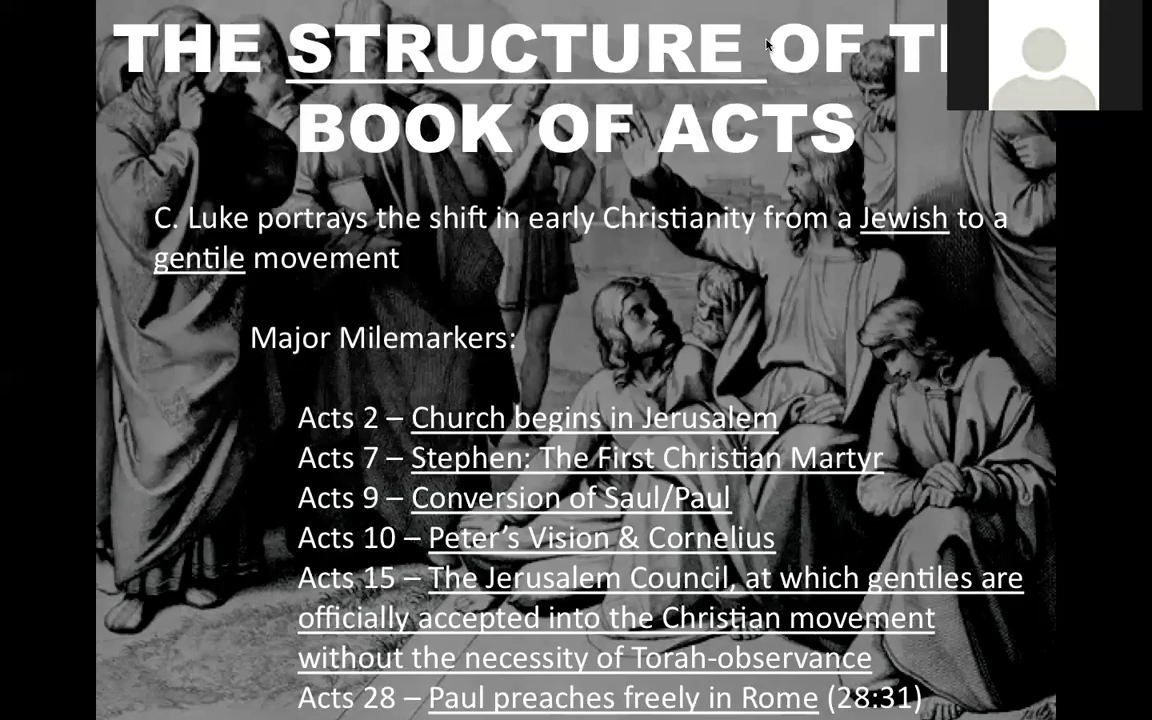 THE STRUCTURE OF
BOOK OF ACTS
C. Luke portrays the shift in early Christianity from a Jewish to a
gentile movement
Major Milemarkers:
Acts 2 – Church begins in Jerusalem
Acts 7 – Stephen: The First Christian Martyr
Acts 9 – Conversion of Saul/Paul
Acts 10 – Peter’s Vision & Cornelius
Acts 15 – The Jerusalem Council, at which gentiles are
officially accepted into the Christian movement
without the necessity of Torah-observance
Acts 28 – Paul preaches freely in Rome (28:31)